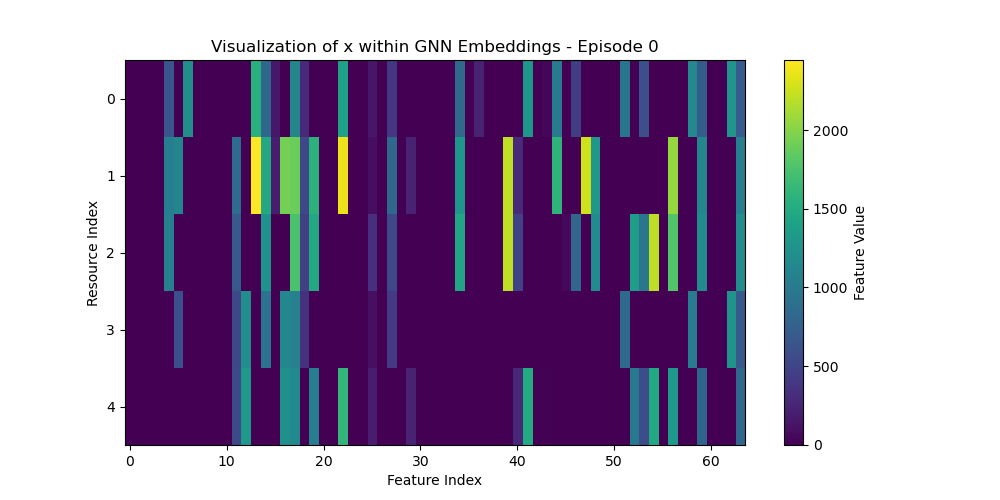 Visualization of x within GNN Embeddings - Episode 0
Resource Index
0
1
2
3
4
0 10 20 30 40 50 60
Feature Index
2000
1500
1000
500
0
Feature Value